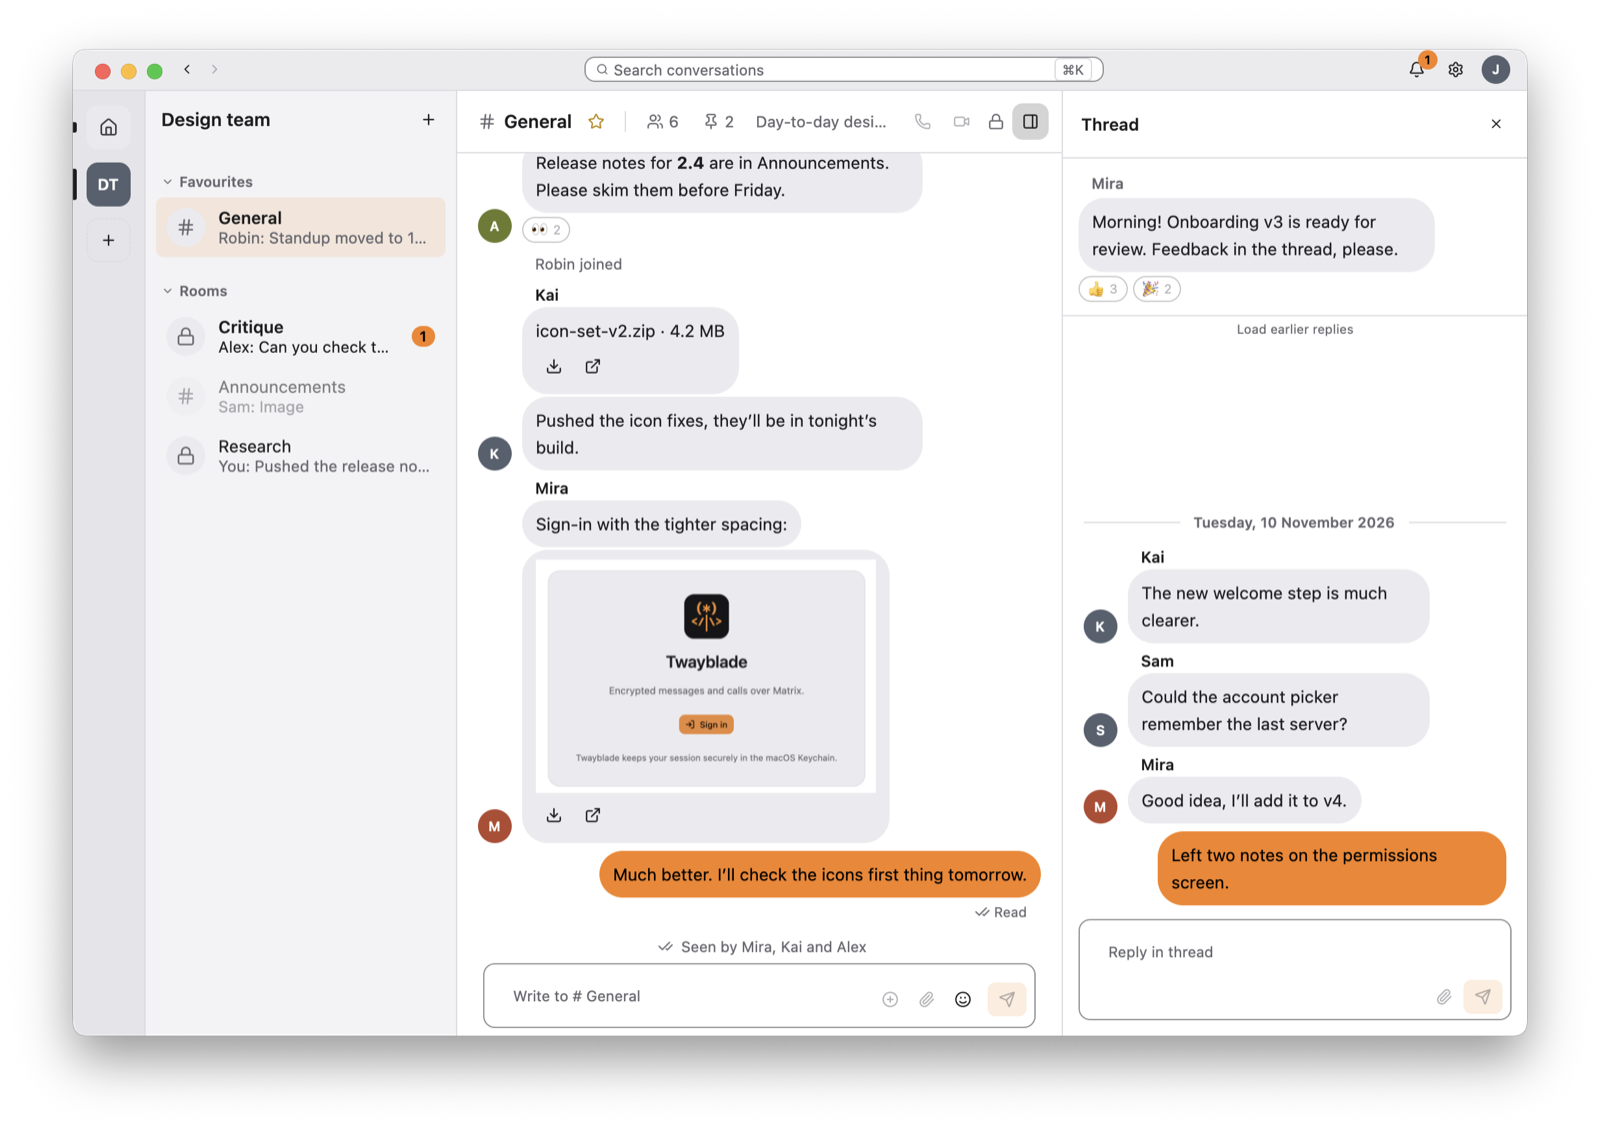 Search conversations
⌘K
1
J
DT
Design team
Favourites
General
Robin: Standup moved to 1...
Rooms
Critique
Alex: Can you check t...
1
Announcements
Sam: Image
Research
You: Pushed the release no...
# General
6
2
Day-to-day desi...
Release notes for 2.4 are in Announcements.
Please skim them before Friday.
A
2
Robin joined
Kai
icon-set-v2.zip · 4.2 MB
Pushed the icon fixes, they’ll be in tonight’s
build.
K
Mira
Sign-in with the tighter spacing:
(*)
</|\>
Twayblade
Encrypted messages and calls over Matrix.
Sign in
Twayblade keeps your session securely in the macOS Keychain.
M
Much better. I’ll check the icons first thing tomorrow.
Read
Seen by Mira, Kai and Alex
Write to # General
Thread
Mira
Morning! Onboarding v3 is ready for
review. Feedback in the thread, please.
3
2
Load earlier replies
Tuesday, 10 November 2026
Kai
The new welcome step is much
clearer.
K
Sam
Could the account picker
remember the last server?
S
Mira
Good idea, I’ll add it to v4.
M
Left two notes on the permissions
screen.
Reply in thread